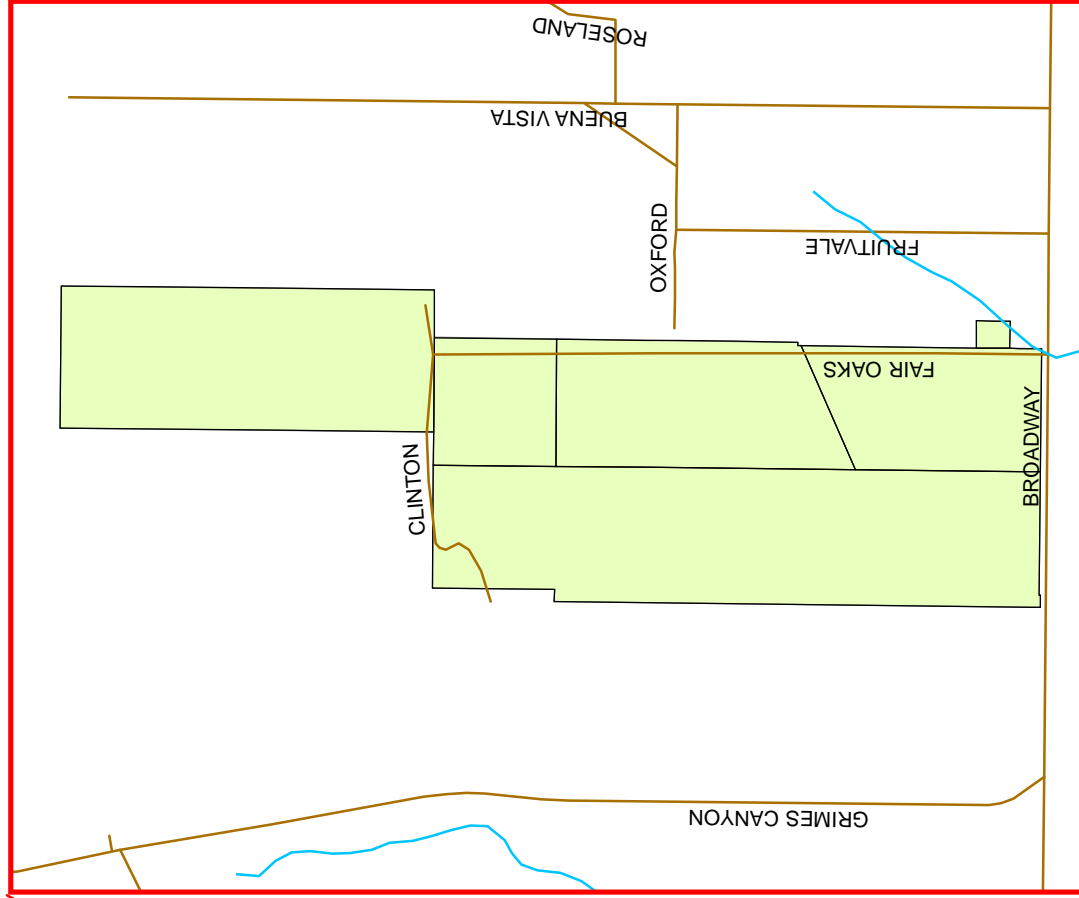 ROSELAND
BUENA VISTA
OXFORD
FRUITVALE
FAIR OAKS
BROADWAY
CLINTON
GRIMES CANYON